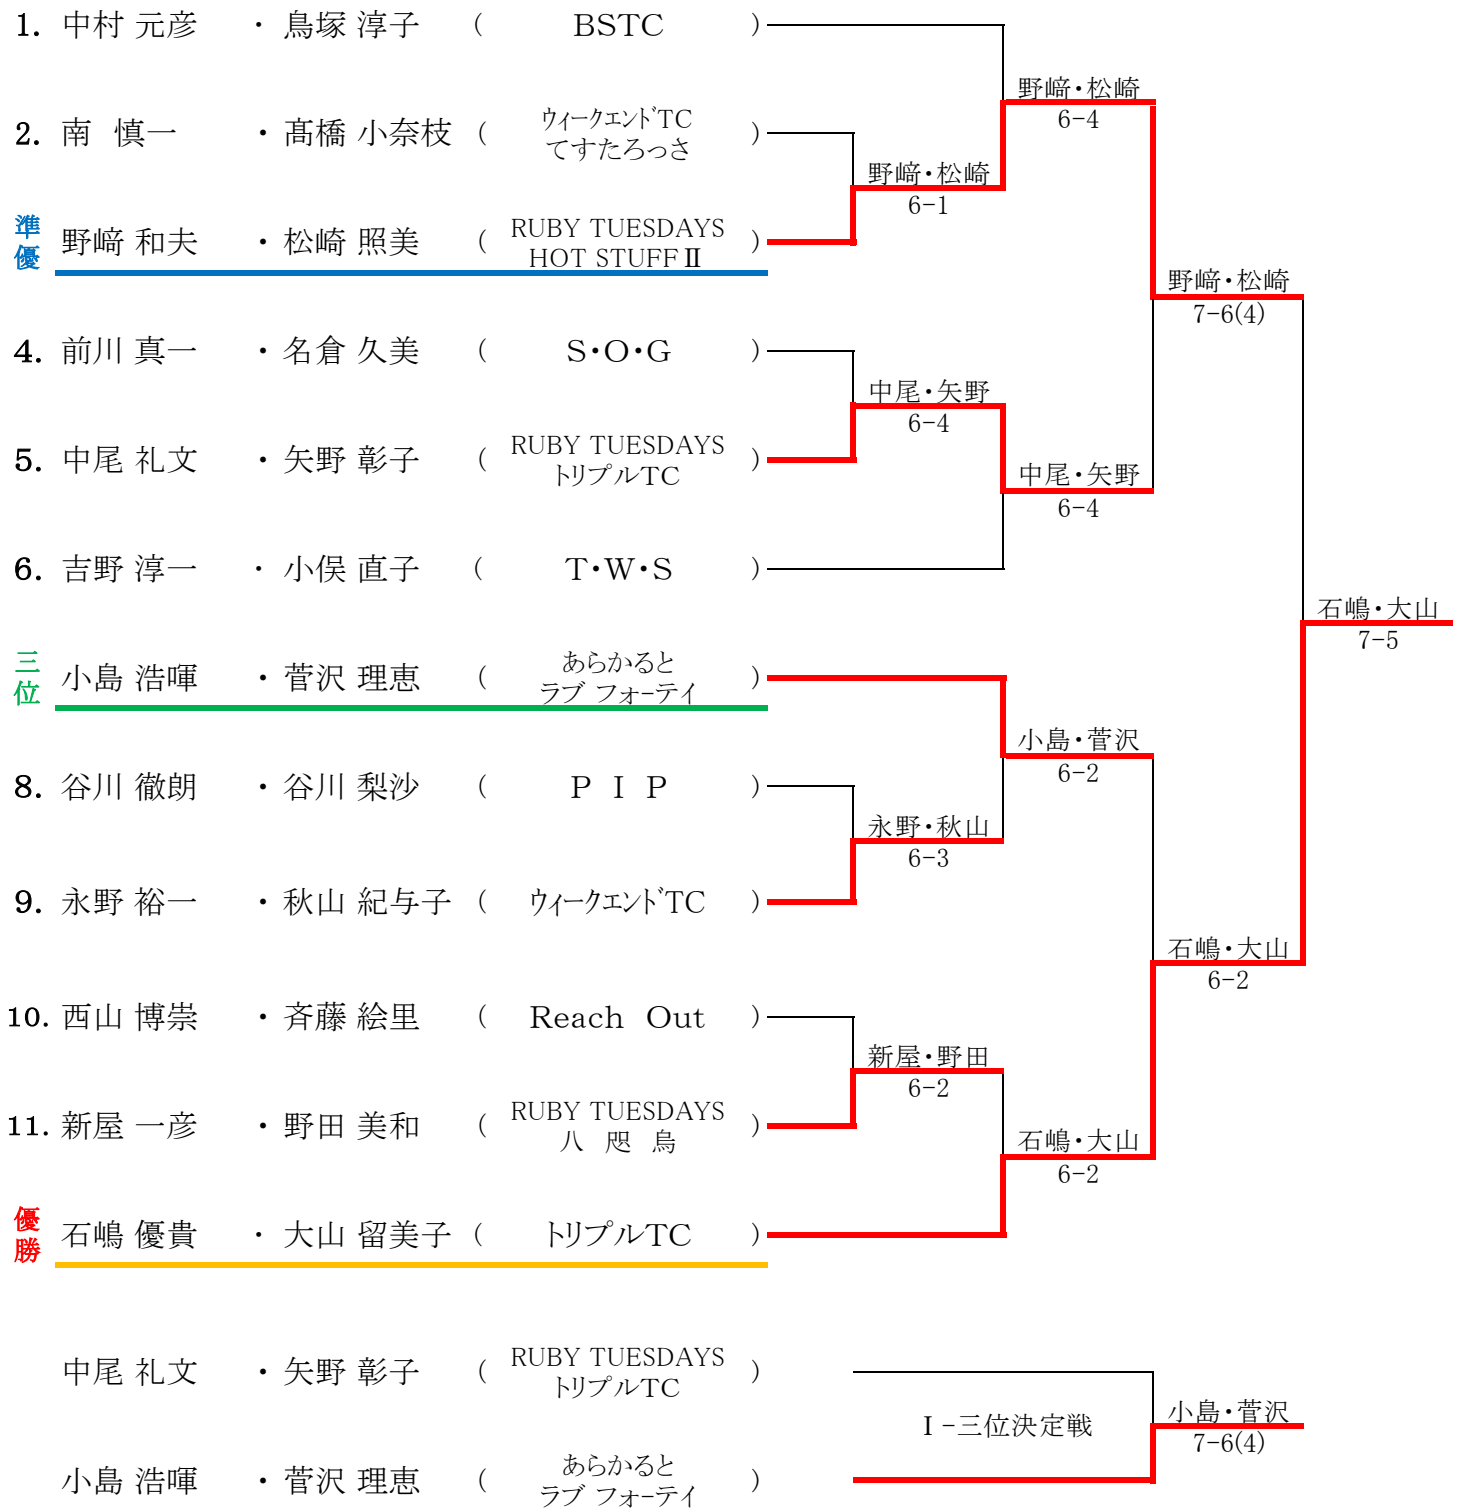 1. 中村 元彦 ・ 鳥塚 淳子 ( BSTC )
野﨑・松崎
6-4
2. 南 慎一 ・ 髙橋 小奈枝 ( ウィークエンドTC
てすたろっさ )
野﨑・松崎
6-1
準優 野﨑 和夫 ・ 松崎 照美 ( RUBY TUESDAYS
HOT STUFFⅡ )
野﨑・松崎
7-6(4)
4. 前川 真一 ・ 名倉 久美 ( S・O・G )
中尾・矢野
6-4
5. 中尾 礼文 ・ 矢野 彰子 ( RUBY TUESDAYS
トリプルTC )
中尾・矢野
6-4
6. 吉野 淳一 ・ 小俣 直子 ( T・W・S )
石嶋・大山
7-5
三位 小島 浩暉 ・ 菅沢 理恵 ( あらかると
ラブ フォーテイ )
小島・菅沢
6-2
8. 谷川 徹朗 ・ 谷川 梨沙 ( P I P )
永野・秋山
6-3
9. 永野 裕一 ・ 秋山 紀与子 ( ウィークエンドTC )
石嶋・大山
6-2
10. 西山 博崇 ・ 斉藤 絵里 ( Reach Out )
新屋・野田
6-2
11. 新屋 一彦 ・ 野田 美和 ( RUBY TUESDAYS
八 咫 烏 )
石嶋・大山
6-2
優勝 石嶋 優貴 ・ 大山 留美子 ( トリプルTC )
中尾 礼文 ・ 矢野 彰子 ( RUBY TUESDAYS
トリプルTC )
Ⅰ-三位決定戦
小島・菅沢
7-6(4)
小島 浩暉 ・ 菅沢 理恵 ( あらかると
ラブ フォーテイ )